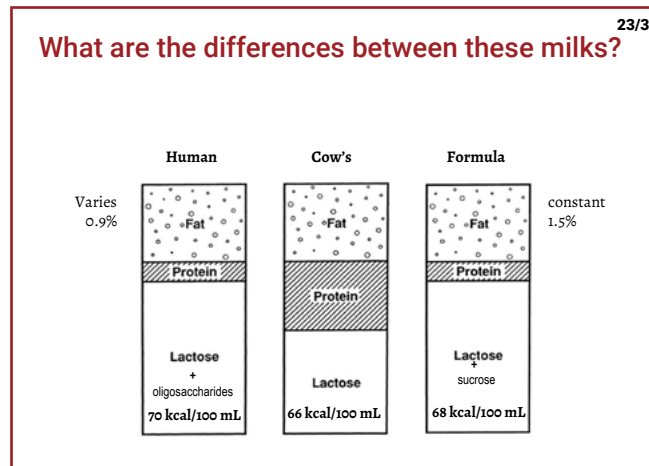 23/3
What are the differences between these milks?
Human
Cow's
Formula
Varies
0.9%
constant
1.5%
Fat
Fat
Fat
Protein
Protein
Protein
Lactose
+
oligosaccharides
70 kcal/100 mL
Lactose
66 kcal/100 mL
Lactose
+
sucrose
68 kcal/100 mL